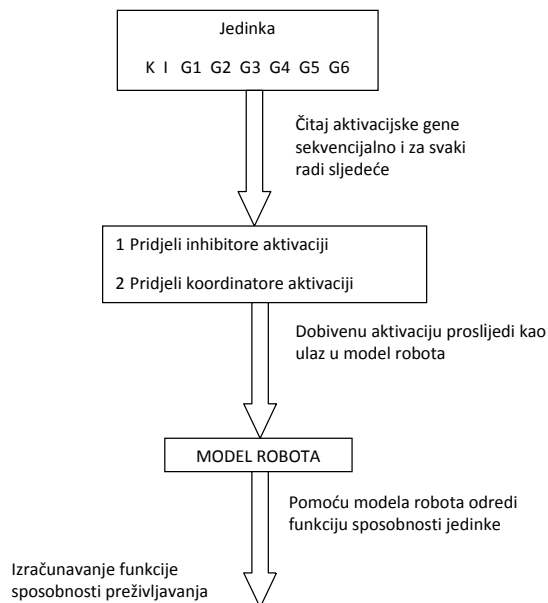 Jedinka
K I G1 G2 G3 G4 G5 G6
Čitaj aktivacijske gene
sekvencijalno i za svaki
radi sljedeće
1 Pridjeli inhibitore aktivaciji
2 Pridjeli koordinatore aktivaciji
Dobivenu aktivaciju proslijedi kao
ulaz u model robota
MODEL ROBOTA
Pomoću modela robota odredi
funkciju sposobnosti jedinke
Izračunavanje funkcije
sposobnosti preživljavanja